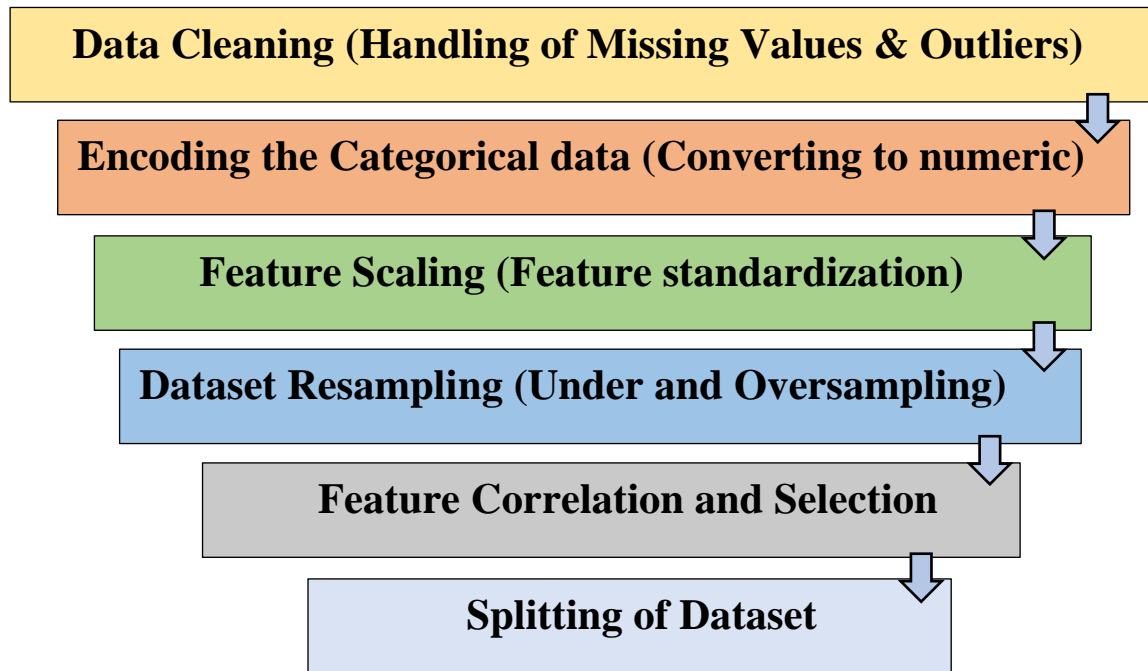 Data Cleaning (Handling of Missing Values & Outliers)
Encoding the Categorical data (Converting to numeric)
Feature Scaling (Feature standardization)
Dataset Resampling (Under and Oversampling)
Feature Correlation and Selection
Splitting of Dataset